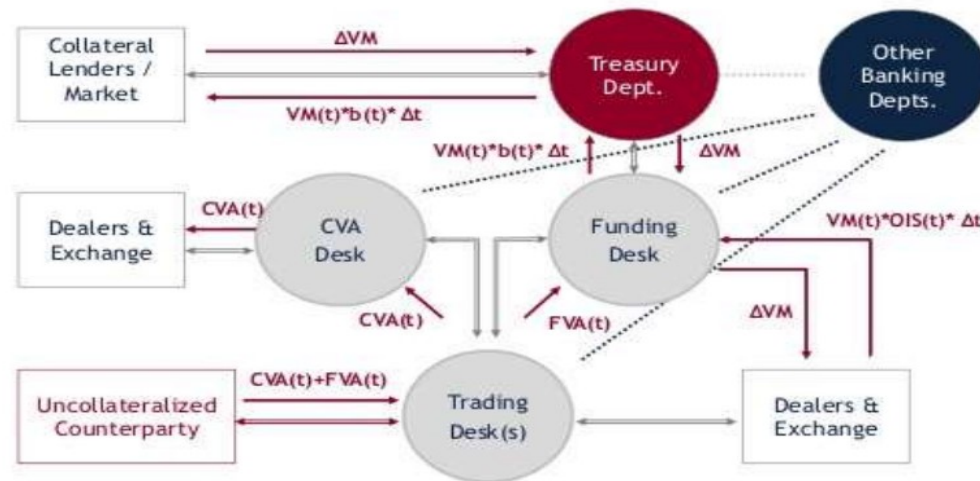 Collateral
Lenders /
Market
ΔVM
VM(t)*b(t)* Δt
Treasury
Dept.
Other
Banking
Depts.
VM(t)*b(t)* Δt
ΔVM
Dealers &
Exchange
CVA(t)
CVA
Desk
Funding
Desk
VM(t)*OIS(t)* Δt
CVA(t)
FVA(t)
ΔVM
Uncollateralized
Counterparty
CVA(t)+FVA(t)
Trading
Desk(s)
Dealers &
Exchange